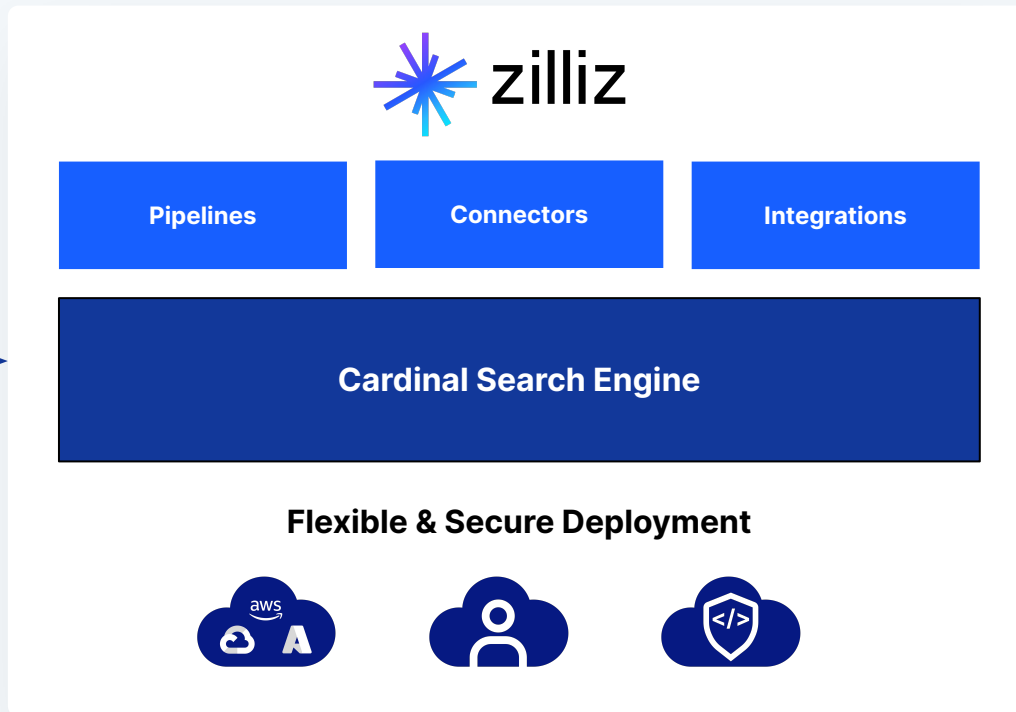 zilliz
Pipelines
Connectors
Integrations
Cardinal Search Engine
Flexible & Secure Deployment
aws
</>